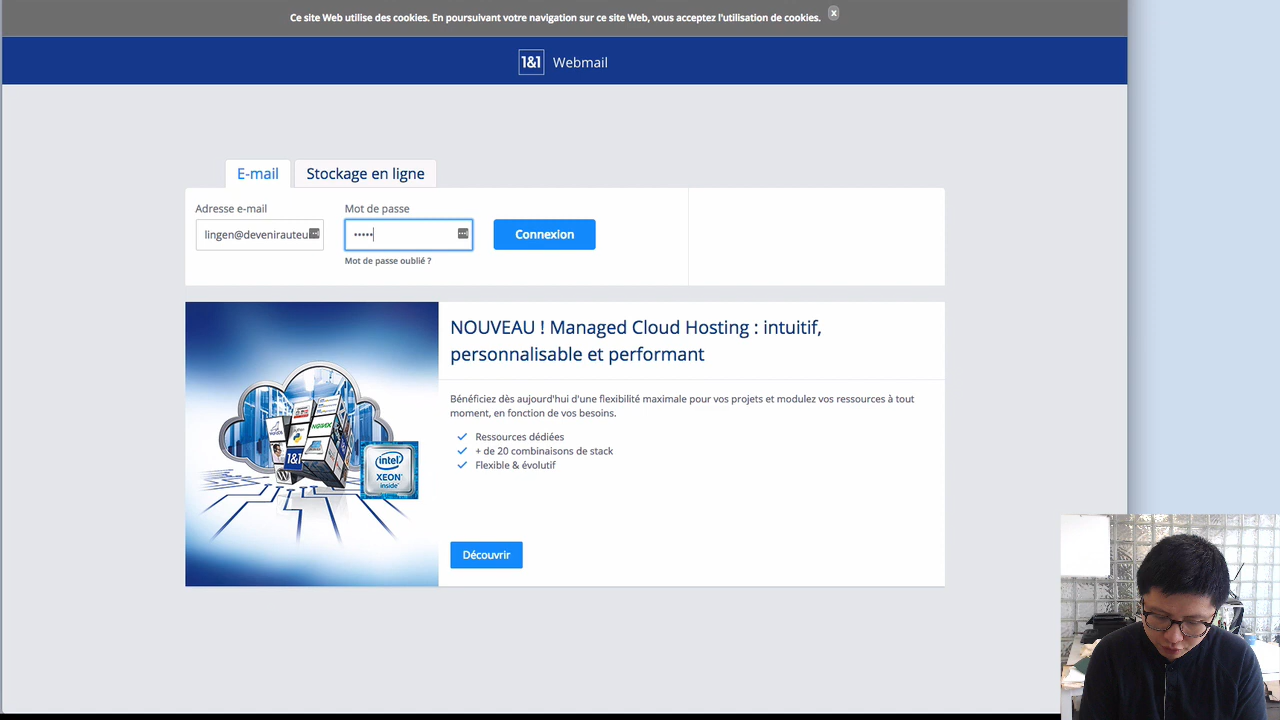 Ce site Web utilise des cookies. En poursuivant votre navigation sur ce site Web, vous acceptez l'utilisation de cookies.
x
1&1 Webmail
E-mail
Stockage en ligne
Adresse e-mail
Mot de passe
lingen@devenirauteu
•••••
Connexion
Mot de passe oublié ?
NOUVEAU ! Managed Cloud Hosting : intuitif,
personnalisable et performant
Bénéficiez dès aujourd'hui d'une flexibilité maximale pour vos projets et modulez vos ressources à tout
moment, en fonction de vos besoins.
Ressources dédiées
+ de 20 combinaisons de stack
Flexible & évolutif
1&1
intel
XEON
inside
Découvrir